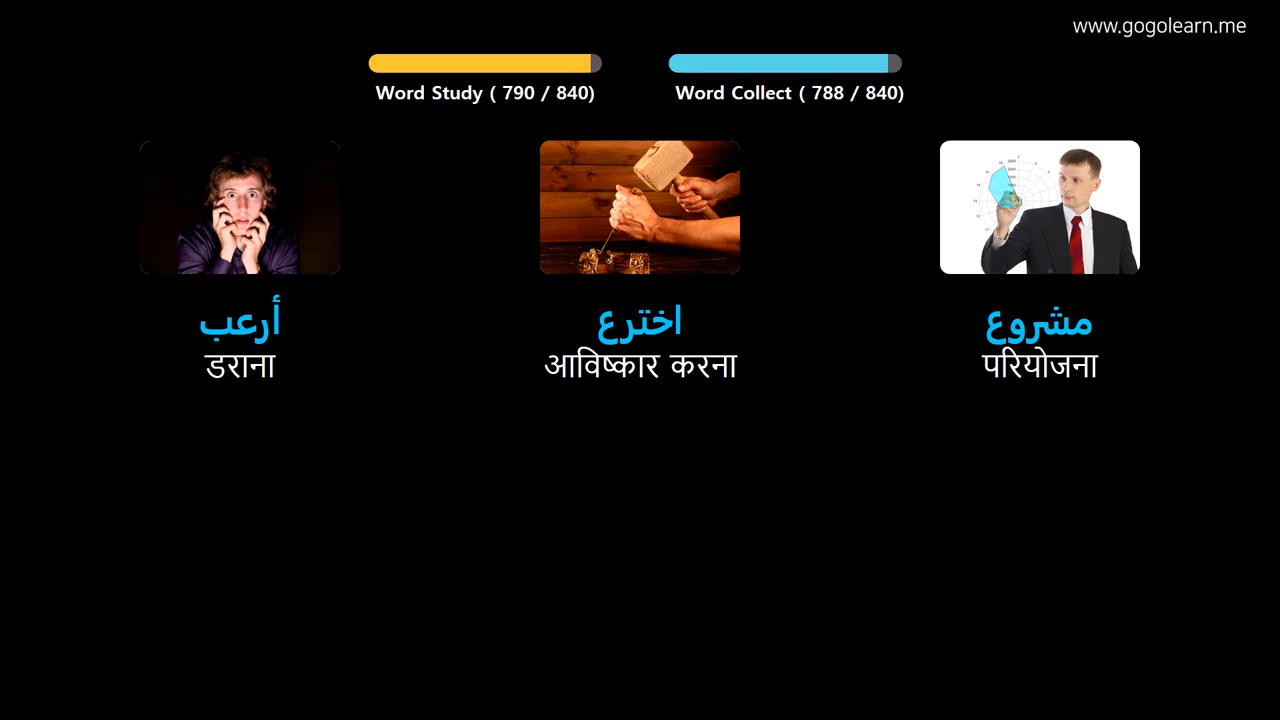 www.gogolearn.me
Word Study ( 790 / 840)
Word Collect ( 788 / 840)
أرعب
डराना
اخترع
आविष्कार करना
مشروع
परियोजना